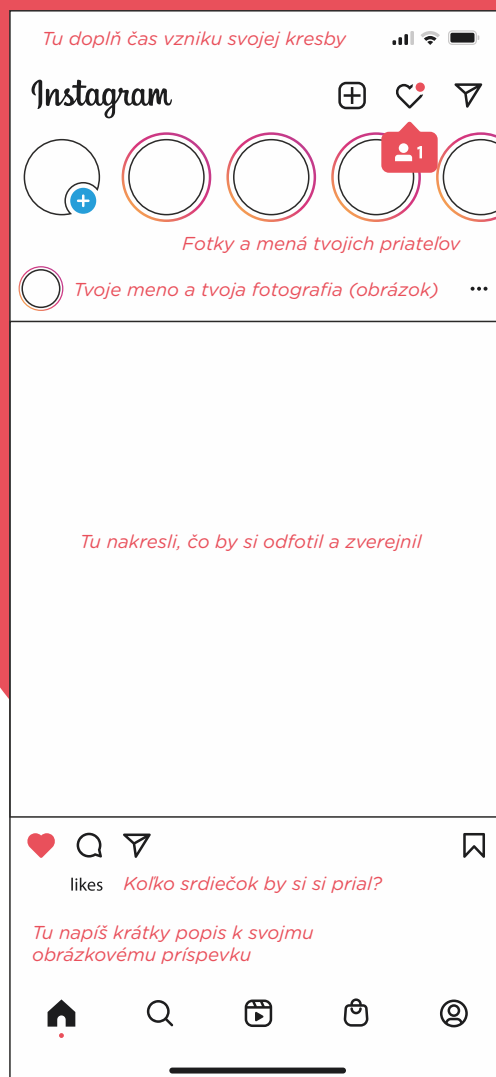 Tu doplň čas vzniku svojej kresby
Instagram
1
Fotky a mená tvojich priateľov
Tvoje meno a tvoja fotografia (obrázok)
Tu nakresli, čo by si odfotil a zverejnil
likes Koľko srdiečok by si si prial?
Tu napíš krátky popis k svojmu
obrázkovému príspevku